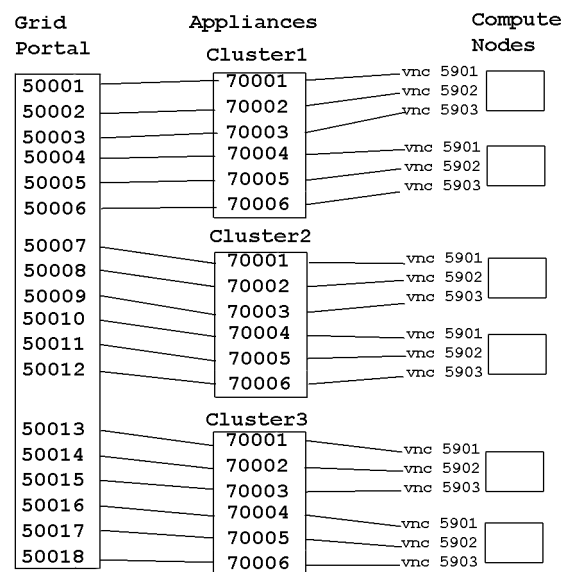 Grid Portal
50001
50002
50003
50004
50005
50006
50007
50008
50009
50010
50011
50012
50013
50014
50015
50016
50017
50018
Appliances
Cluster1
70001
70002
70003
70004
70005
70006
Cluster2
70001
70002
70003
70004
70005
70006
Cluster3
70001
70002
70003
70004
70005
70006
Compute Nodes
vnc 5901
vnc 5902
vnc 5903
vnc 5901
vnc 5902
vnc 5903
vnc 5901
vnc 5902
vnc 5903
vnc 5901
vnc 5902
vnc 5903
vnc 5901
vnc 5902
vnc 5903
vnc 5901
vnc 5902
vnc 5903